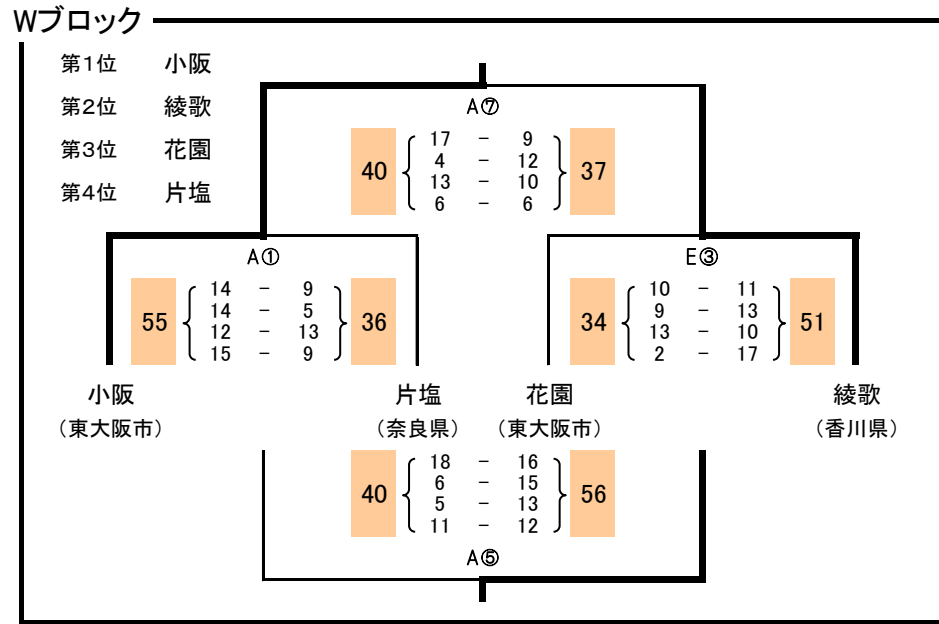 Wブロック
第1位 小阪
第2位 綾歌
第3位 花園
第4位 片塩
A⑦
40 37
17 - 9
4 - 12
13 - 10
6 - 6
A①
55 36
14 - 9
14 - 5
12 - 13
15 - 9
E③
34 51
10 - 11
9 - 13
13 - 10
2 - 17
小阪 片塩 花園 綾歌
(東大阪市) (奈良県) (東大阪市) (香川県)
40 56
18 - 16
6 - 15
5 - 13
11 - 12
A⑤